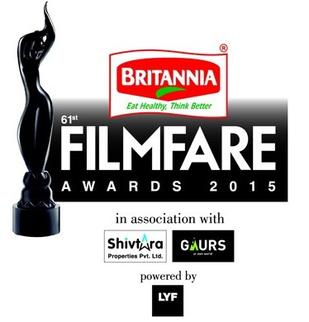 BRITANNIA
®
Eat Healthy, Think Better
61st
FILMFARE
AWARDS 2015
in association with
Shivtara
Properties Pvt. Ltd.
GAURS
powered by
LYF